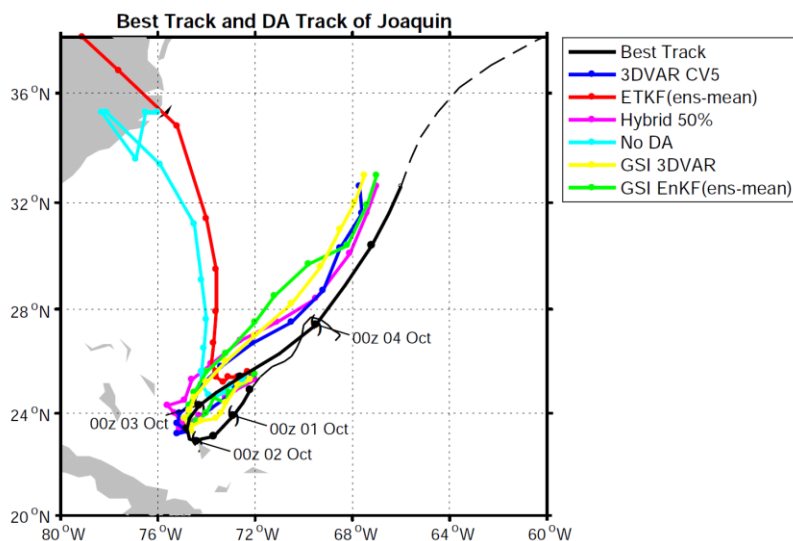 Best Track and DA Track of Joaquin
Best Track
3DVAR CV5
ETKF(ens-mean)
Hybrid 50%
No DA
GSI 3DVAR
GSI EnKF(ens-mean)
36°N
32°N
28°N
24°N
20°N
00z 04 Oct
00z 03 Oct
00z 01 Oct
00z 02 Oct
80°W
76°W
72°W
68°W
64°W
60°W